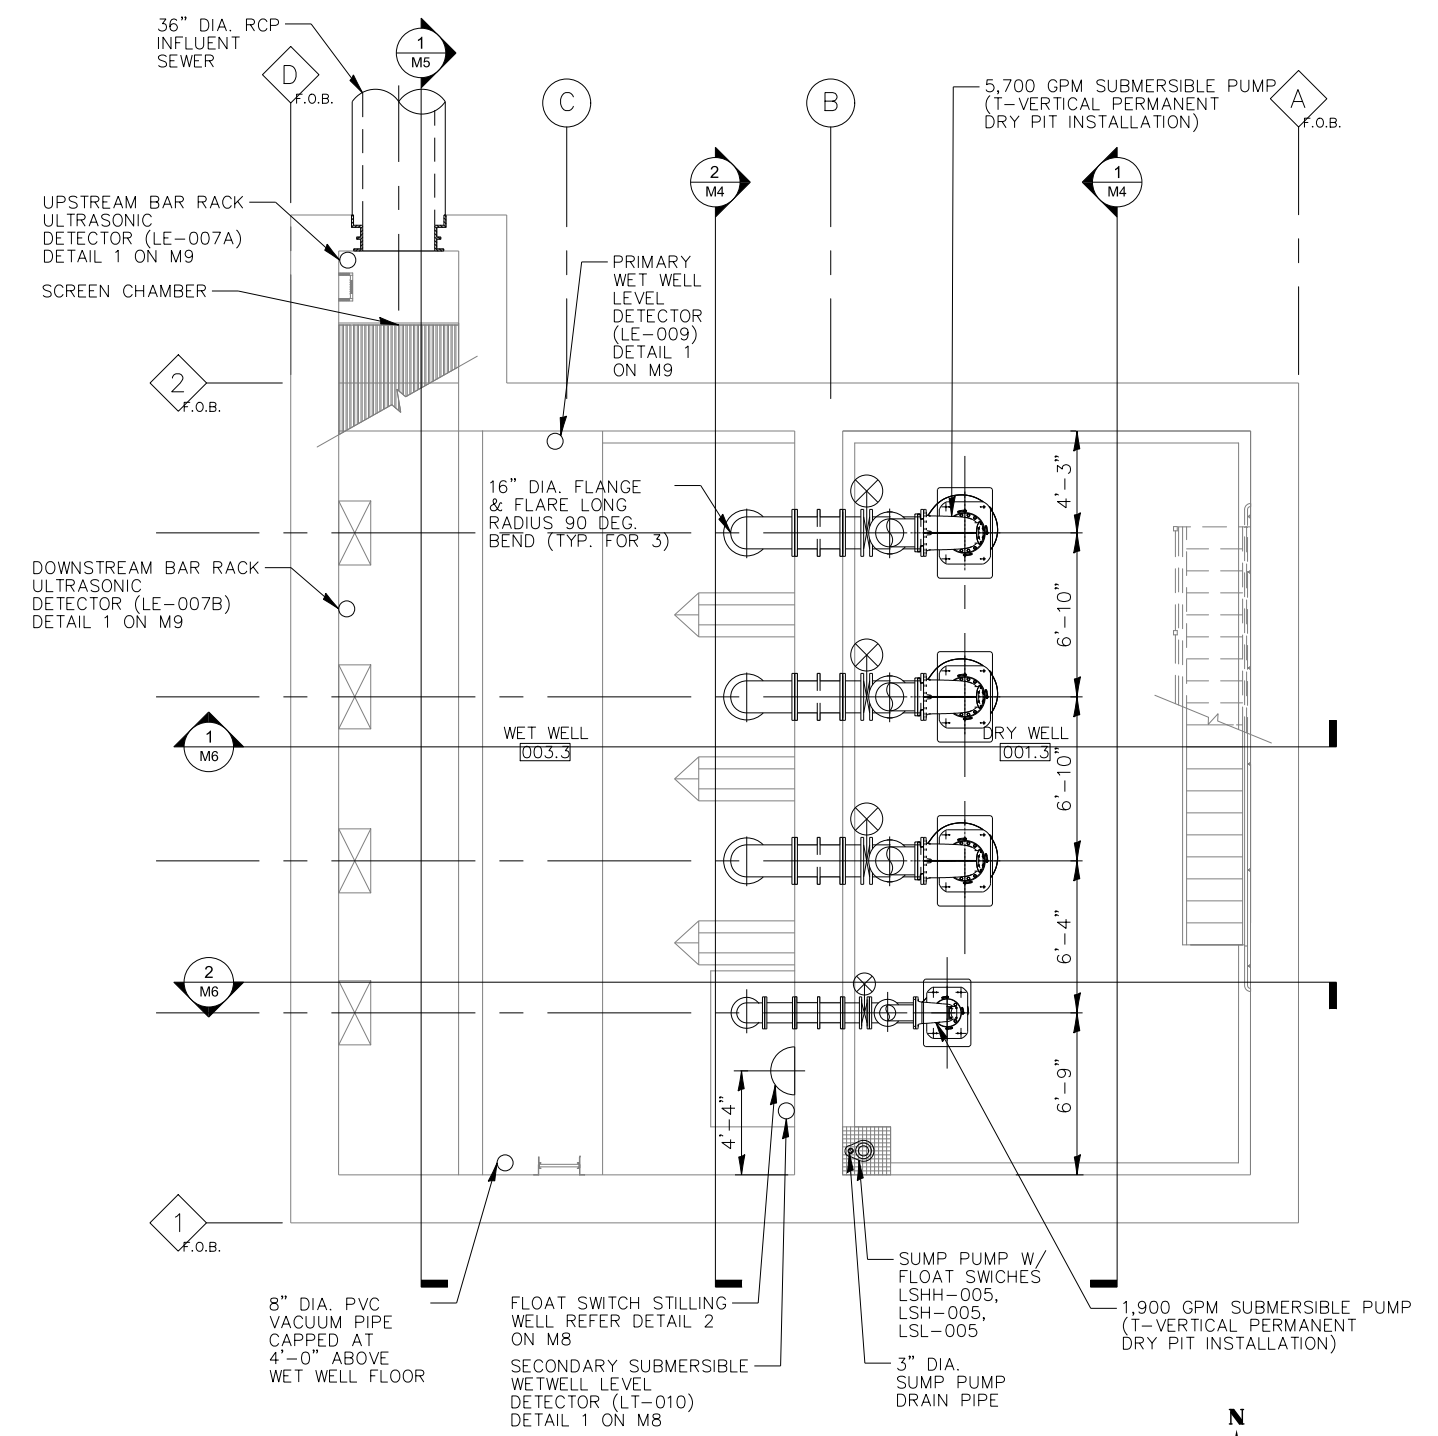 36" DIA. RCP
INFLUENT
SEWER
1
M5
D
F.O.B.
C
B
5,700 GPM SUBMERSIBLE PUMP
(T-VERTICAL PERMANENT
DRY PIT INSTALLATION)
A
F.O.B.
2
M4
1
M4
UPSTREAM BAR RACK
ULTRASONIC
DETECTOR (LE-007A)
DETAIL 1 ON M9
SCREEN CHAMBER
PRIMARY
WET WELL
LEVEL
DETECTOR
(LE-009)
DETAIL 1
ON M9
2
F.O.B.
16" DIA. FLANGE
& FLARE LONG
RADIUS 90 DEG.
BEND (TYP. FOR 3)
4'-3"
DOWNSTREAM BAR RACK
ULTRASONIC
DETECTOR (LE-007B)
DETAIL 1 ON M9
6'-10"
1
M6
WET WELL
003.3
DRY WELL
001.3
6'-10"
6'-4"
2
M6
6'-9"
4'-4"
1
F.O.B.
8" DIA. PVC
VACUUM PIPE
CAPPED AT
4'-0" ABOVE
WET WELL FLOOR
FLOAT SWITCH STILLING
WELL REFER DETAIL 2
ON M8
SECONDARY SUBMERSIBLE
WETWELL LEVEL
DETECTOR (LT-010)
DETAIL 1 ON M8
SUMP PUMP W/
FLOAT SWICHES
LSHH-005,
LSH-005,
LSL-005
3" DIA.
SUMP PUMP
DRAIN PIPE
1,900 GPM SUBMERSIBLE PUMP
(T-VERTICAL PERMANENT
DRY PIT INSTALLATION)
N